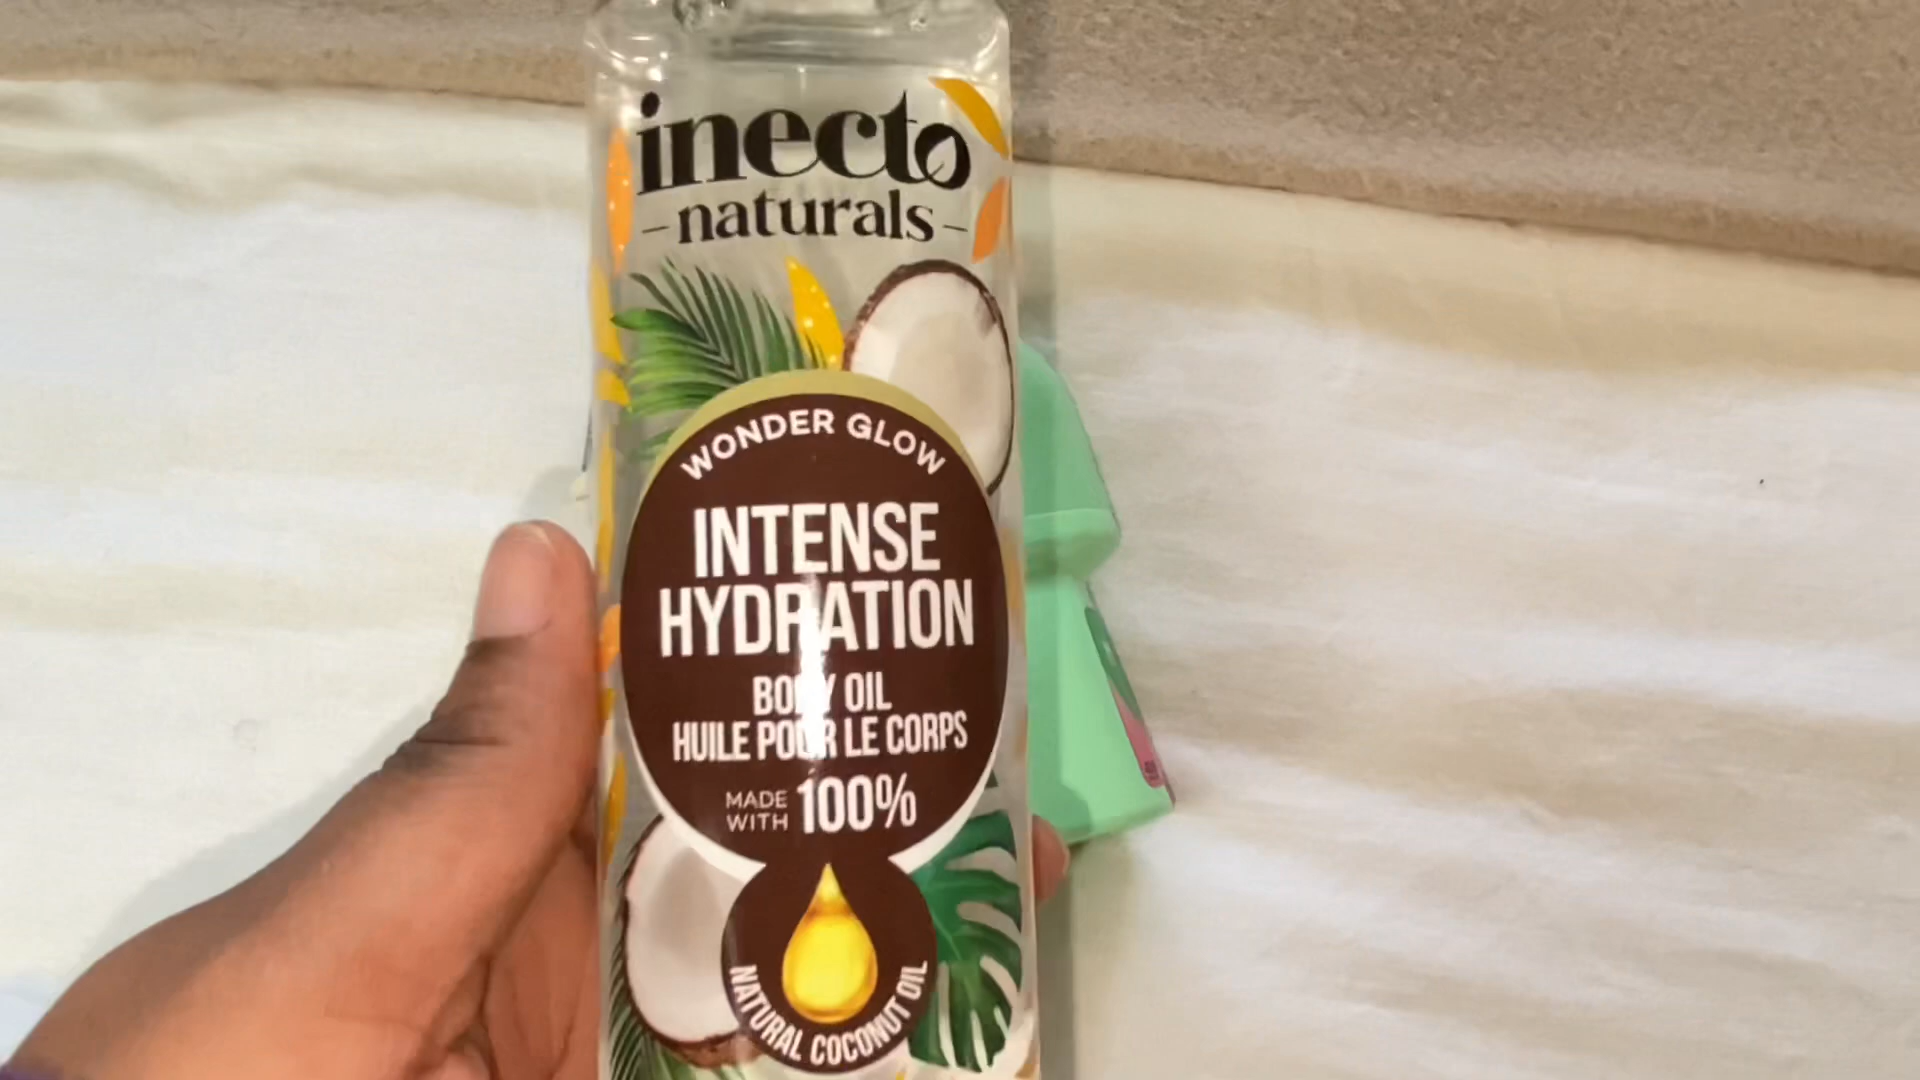 inecto
naturals
WONDER GLOW
INTENSE
HYDRATION
BODY OIL
HUILE POUR LE CORPS
MADE
WITH 100%
NATURAL COCONUT OIL